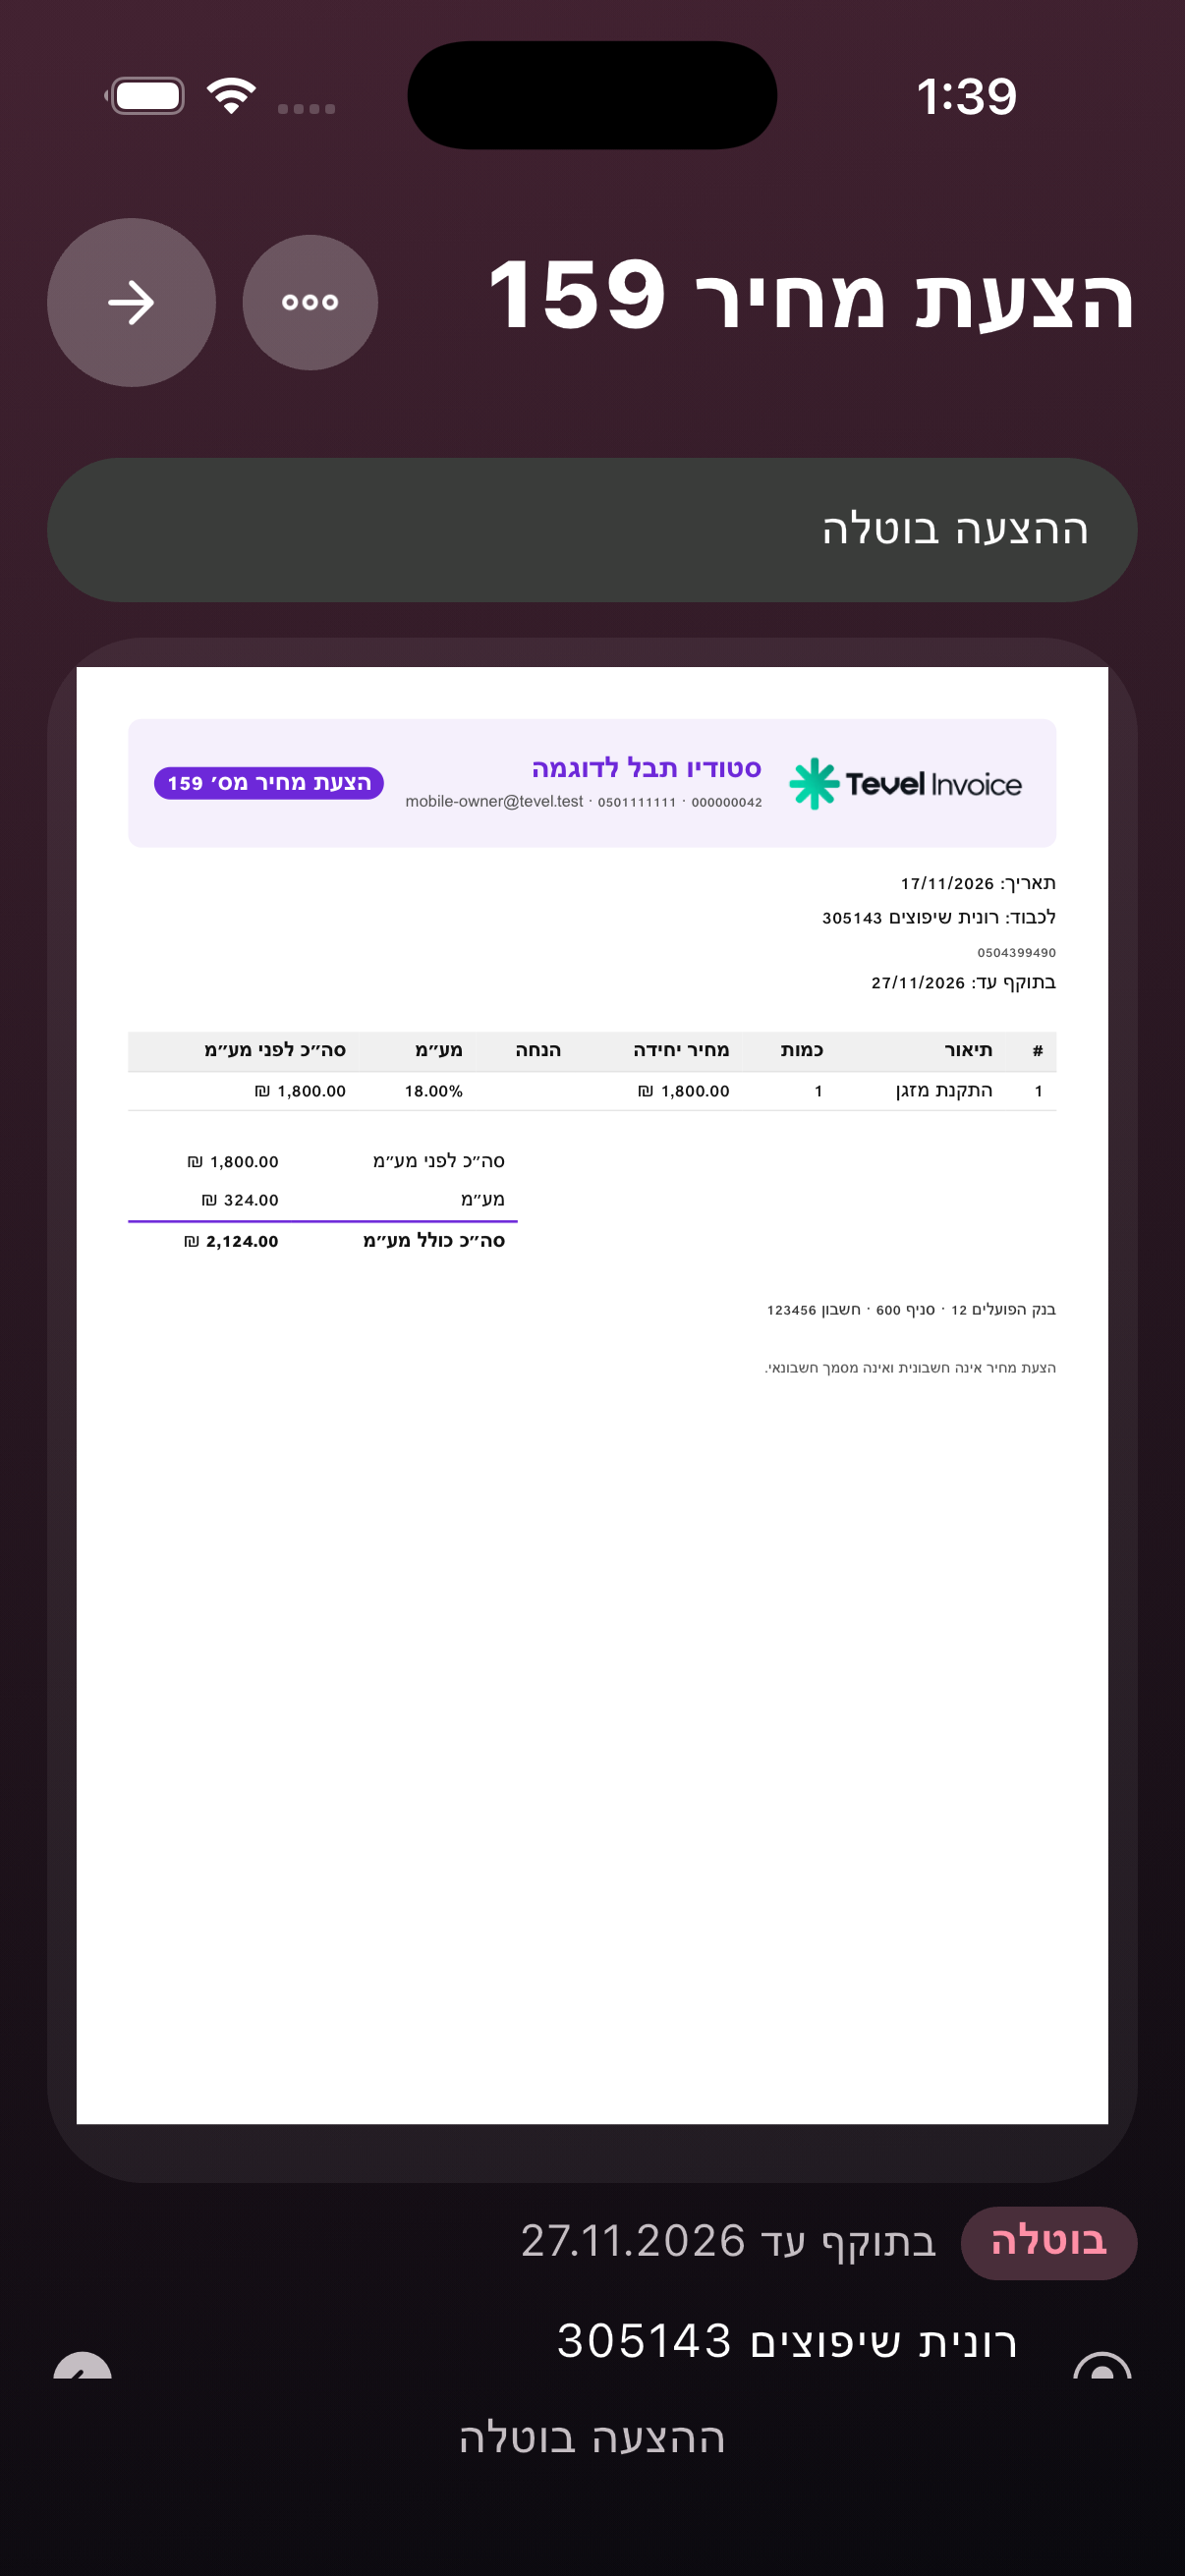 1:39
הצעת מחיר 159
ההצעה בוטלה
Tevel Invoice
סטודיו תבל לדוגמה
000000042 · 0501111111 · mobile-owner@tevel.test
הצעת מחיר מס׳ 159
תאריך: 17/11/2026
לכבוד: רונית שיפוצים 305143
0504399490
בתוקף עד: 27/11/2026
# תיאור כמות מחיר יחידה הנחה מע״מ סה״כ לפני מע״מ
1 התקנת מזגן 1 1,800.00 ₪ 18.00% 1,800.00 ₪
סה״כ לפני מע״מ 1,800.00 ₪
מע״מ 324.00 ₪
סה״כ כולל מע״מ 2,124.00 ₪
בנק הפועלים 12 · סניף 600 · חשבון 123456
הצעת מחיר אינה חשבונית ואינה מסמך חשבונאי.
בוטלה בתוקף עד 27.11.2026
רונית שיפוצים 305143
ההצעה בוטלה